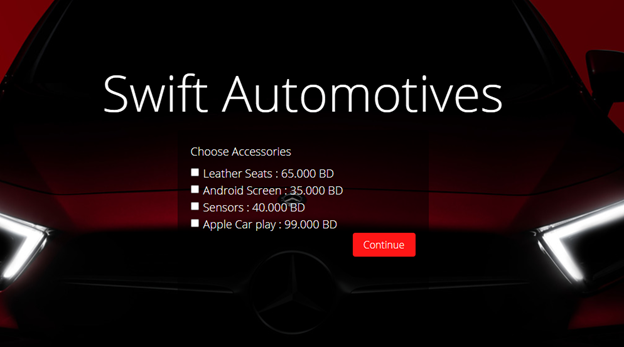 Swift Automotives
Choose Accessories
Leather Seats : 65.000 BD
Android Screen : 35.000 BD
Sensors : 40.000 BD
Apple Car play : 99.000 BD
Continue